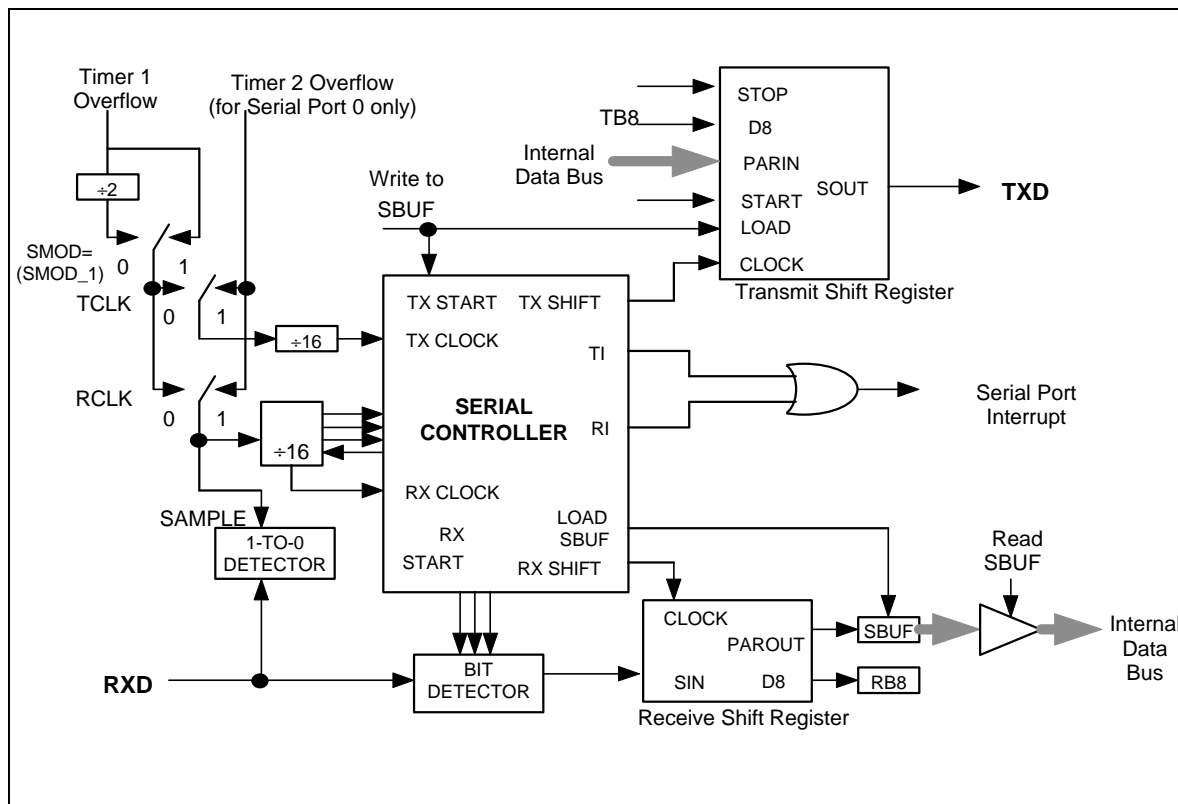 Timer 1
Overflow
Timer 2 Overflow
(for Serial Port 0 only)
÷2
SMOD=
(SMOD_1)
0
1
TCLK
0
1
RCLK
0
1
÷16
÷16
SAMPLE
1-TO-0
DETECTOR
RXD
Write to
SBUF
TB8
Internal
Data Bus
STOP
D8
PARIN
START
LOAD
CLOCK
SOUT
Transmit Shift Register
TXD
TX START
TX SHIFT
TX CLOCK
TI
SERIAL
CONTROLLER
RI
RX CLOCK
LOAD
SBUF
RX
START
RX SHIFT
Serial Port
Interrupt
BIT
DETECTOR
CLOCK
PAROUT
SIN
D8
Receive Shift Register
SBUF
RB8
Read
SBUF
Internal
Data
Bus